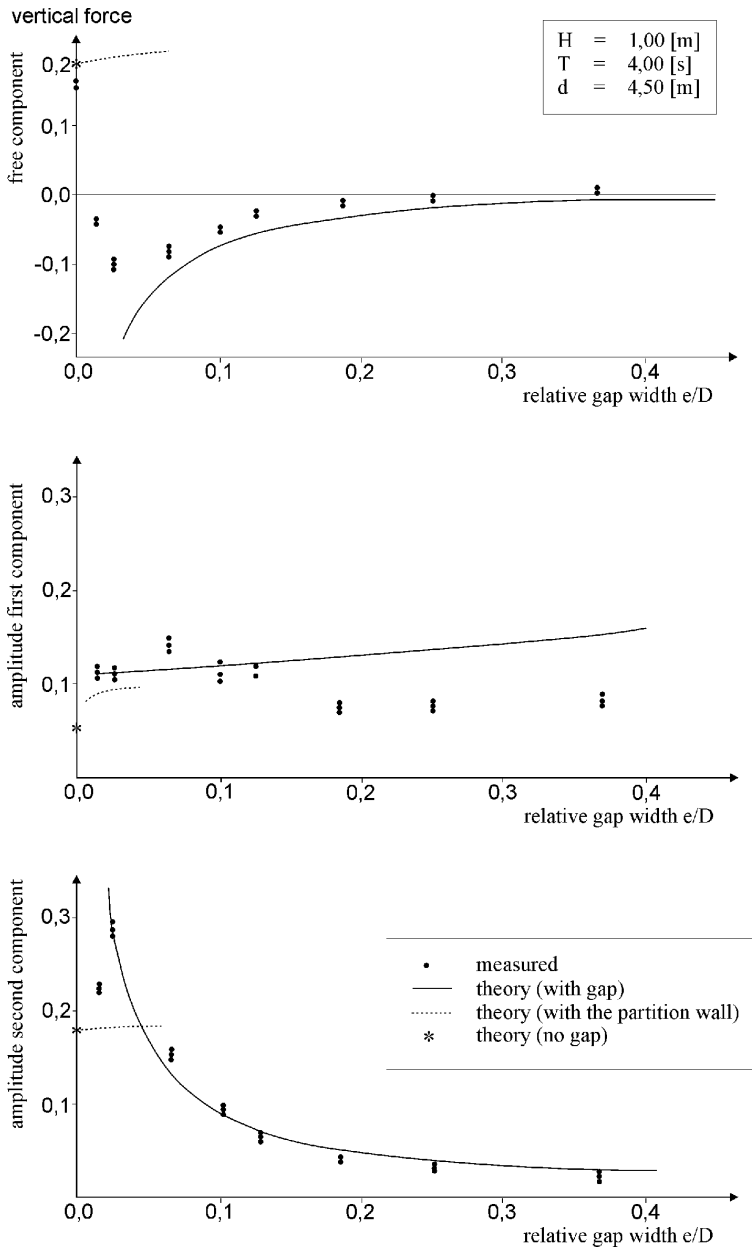 vertical force
free component
0,2
0,1
0,0
-0,1
-0,2
H = 1,00 [m]
T = 4,00 [s]
d = 4,50 [m]
0,0 0,1 0,2 0,3 0,4
relative gap width e/D
amplitude first component
0,3
0,2
0,1
0,0 0,1 0,2 0,3 0,4
relative gap width e/D
amplitude second component
0,3
0,2
0,1
measured
theory (with gap)
theory (with the partition wall)
* theory (no gap)
0,0 0,1 0,2 0,3 0,4
relative gap width e/D